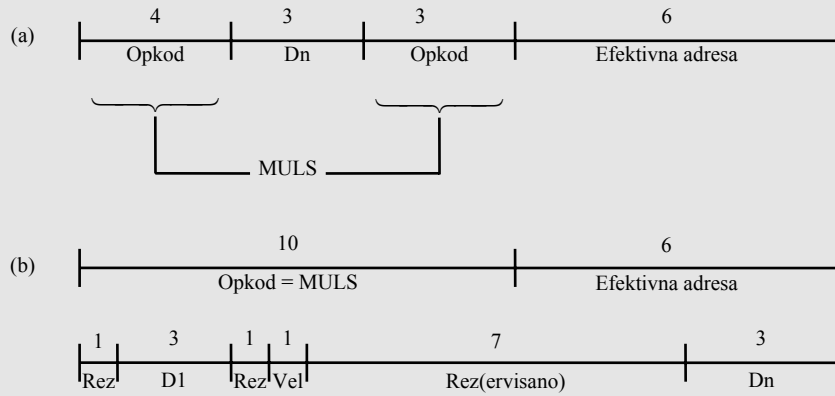 4 3 3 6
(a)
Opkod Dn Opkod Efektivna adresa
MULS
10 6
(b)
Opkod = MULS Efektivna adresa
1 3 1 1 7 3
Rez D1 Rez Vel Rez(ervisano) Dn